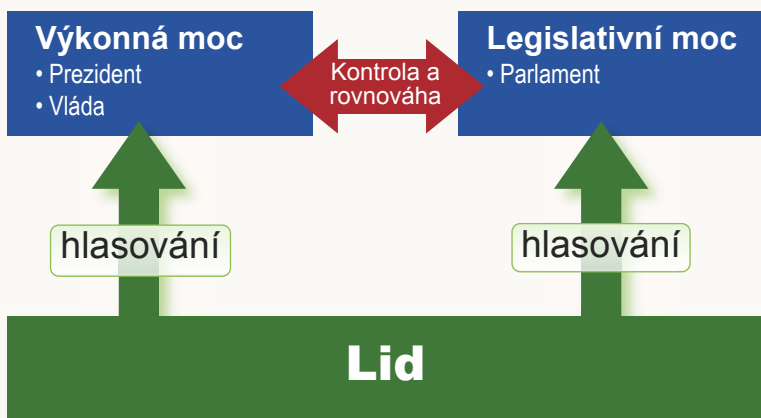 Výkonná moc
• Prezident
• Vláda
Kontrola a
rovnováha
Legislativní moc
• Parlament
hlasování
hlasování
Lid